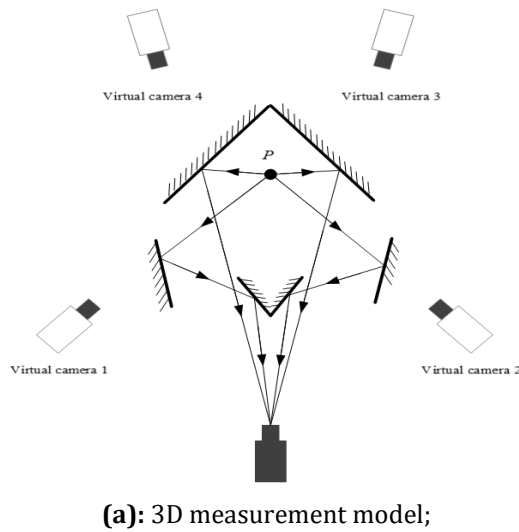 Virtual camera 4
Virtual camera 3
P
Virtual camera 1
Virtual camera 2
(a): 3D measurement model;